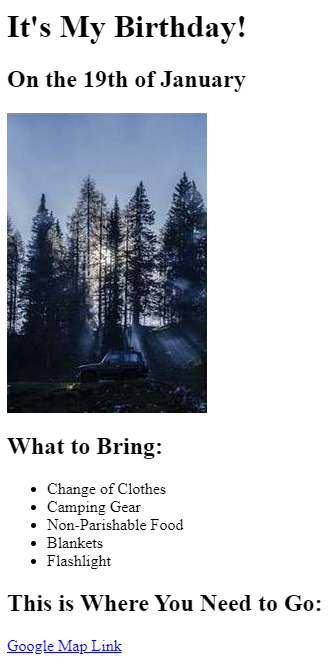 It's My Birthday!
On the 19th of January
What to Bring:
Change of Clothes
Camping Gear
Non-Parishable Food
Blankets
Flashlight
This is Where You Need to Go:
Google Map Link